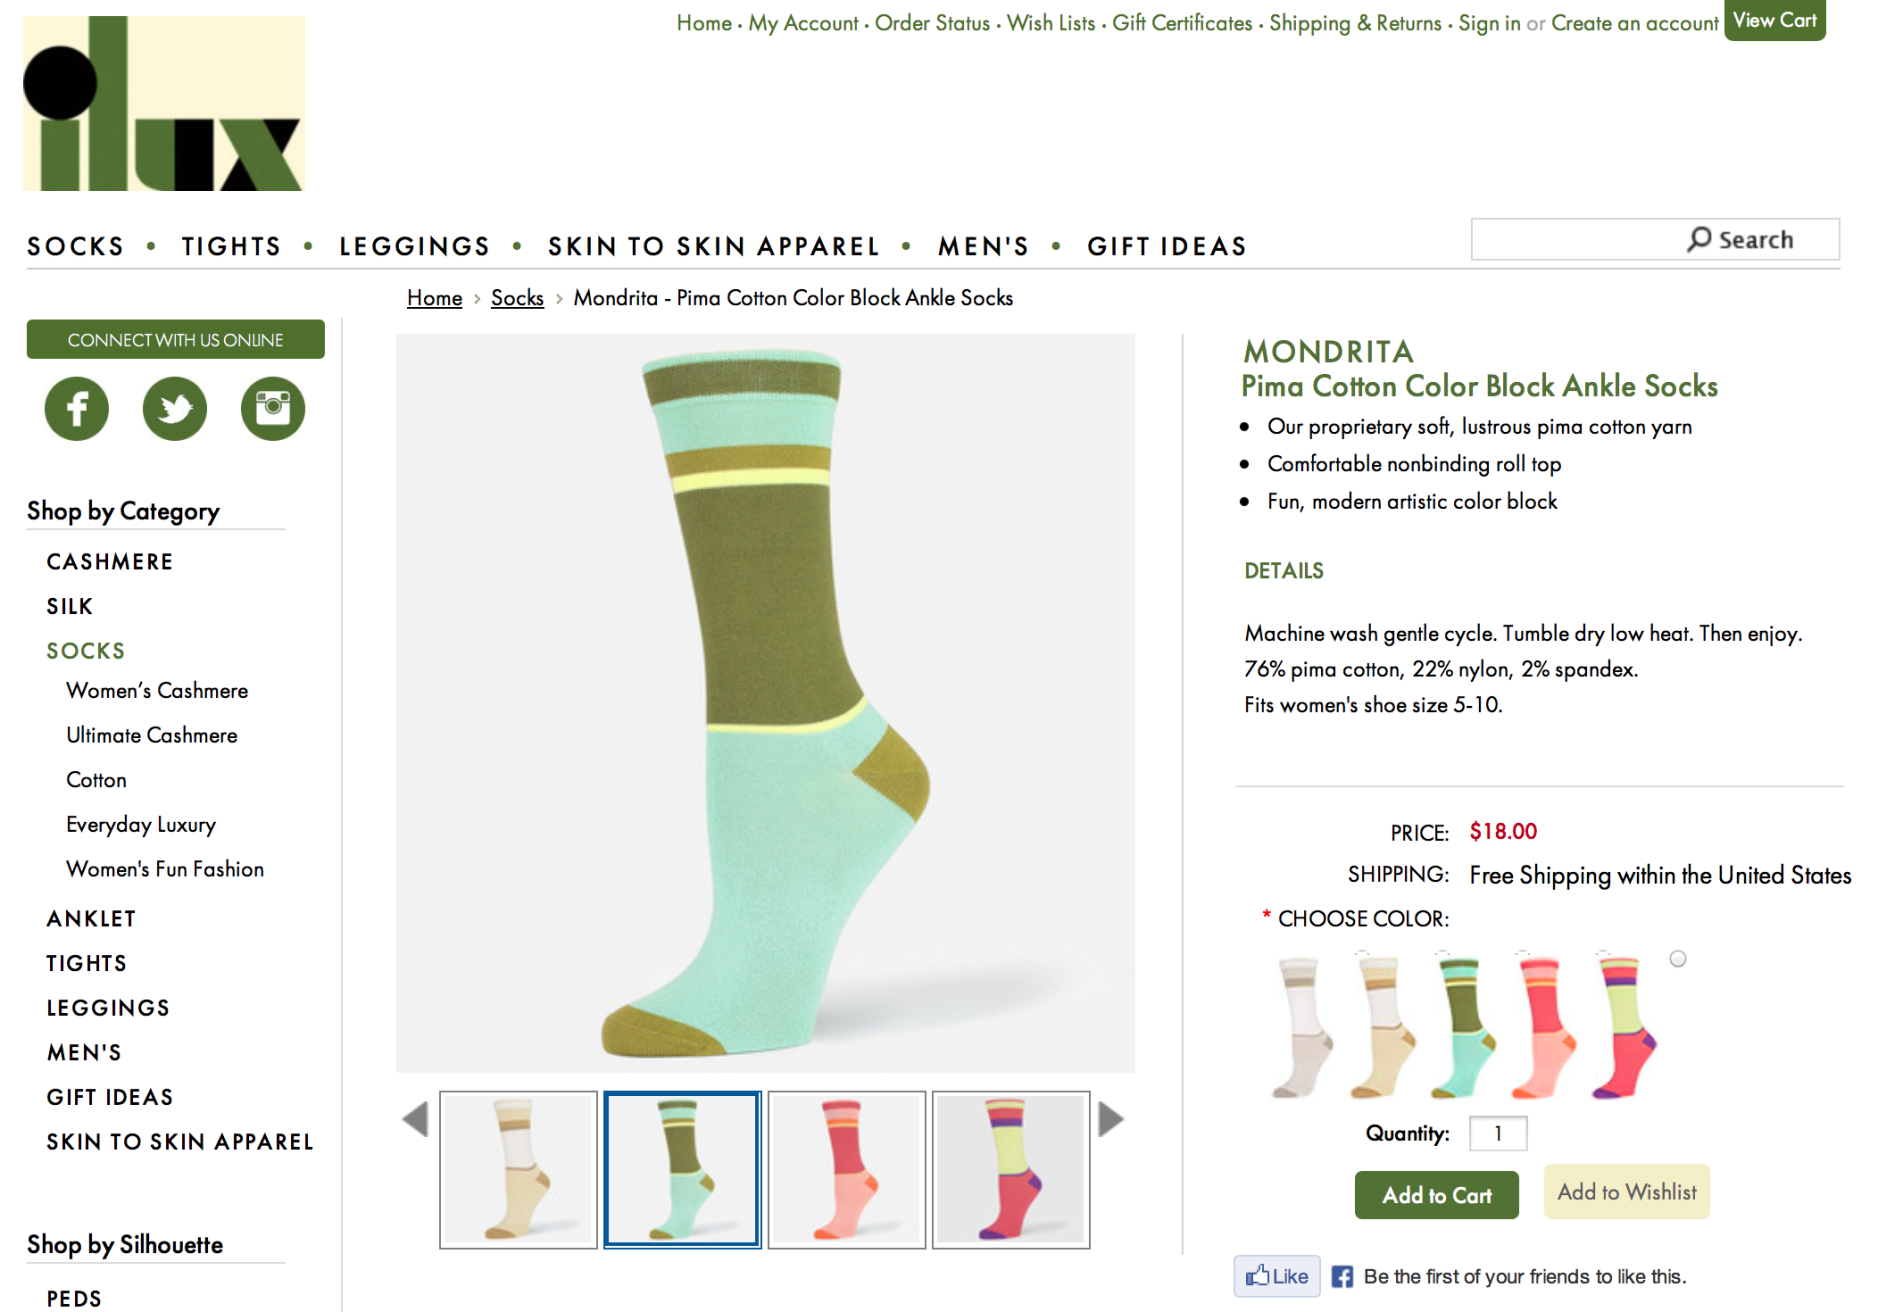 Home • My Account • Order Status • Wish Lists • Gift Certificates • Shipping & Returns • Sign in or Create an account View Cart
ilux
SOCKS • TIGHTS • LEGGINGS • SKIN TO SKIN APPAREL • MEN'S • GIFT IDEAS
Search
Home › Socks › Mondrita - Pima Cotton Color Block Ankle Socks
CONNECT WITH US ONLINE
Shop by Category
CASHMERE
SILK
SOCKS
Women’s Cashmere
Ultimate Cashmere
Cotton
Everyday Luxury
Women's Fun Fashion
ANKLET
TIGHTS
LEGGINGS
MEN'S
GIFT IDEAS
SKIN TO SKIN APPAREL
Shop by Silhouette
PEDS
MONDRITA
Pima Cotton Color Block Ankle Socks
• Our proprietary soft, lustrous pima cotton yarn
• Comfortable nonbinding roll top
• Fun, modern artistic color block
DETAILS
Machine wash gentle cycle. Tumble dry low heat. Then enjoy.
76% pima cotton, 22% nylon, 2% spandex.
Fits women's shoe size 5-10.
PRICE: $18.00
SHIPPING: Free Shipping within the United States
* CHOOSE COLOR:
Quantity: 1
Add to Cart Add to Wishlist
Like f Be the first of your friends to like this.